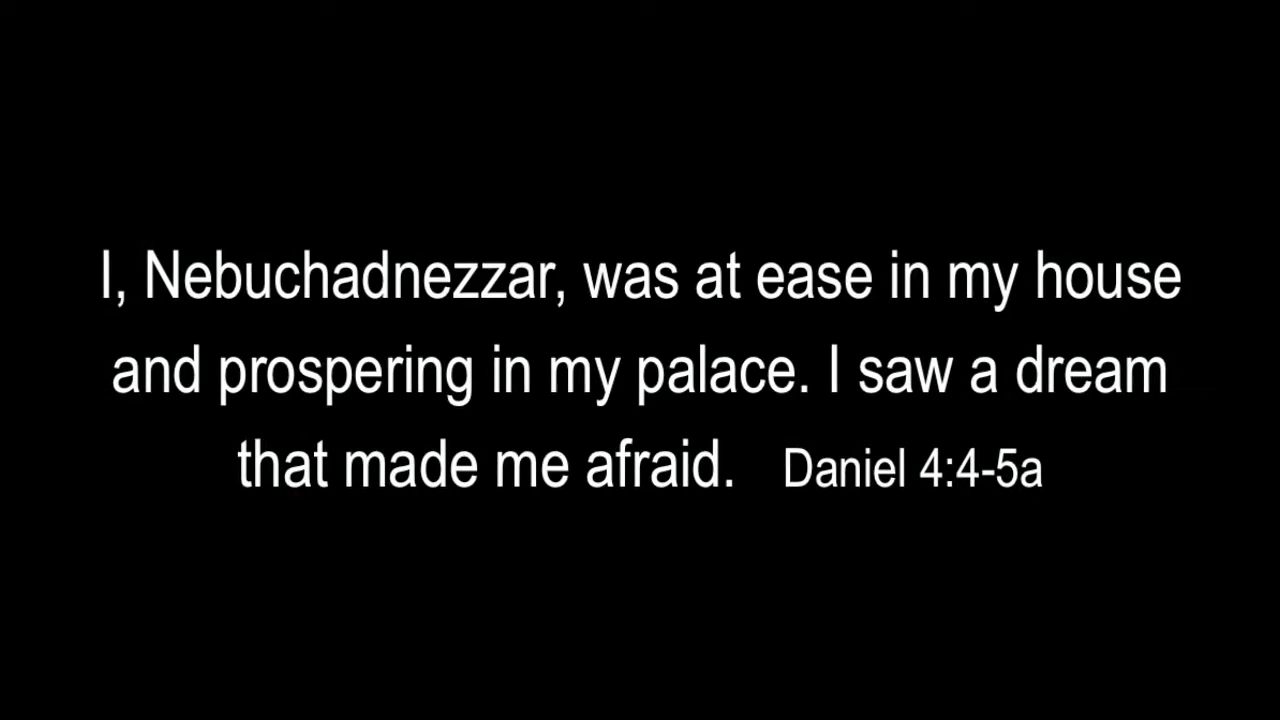 I, Nebuchadnezzar, was at ease in my house
and prospering in my palace. I saw a dream
that made me afraid. Daniel 4:4-5a